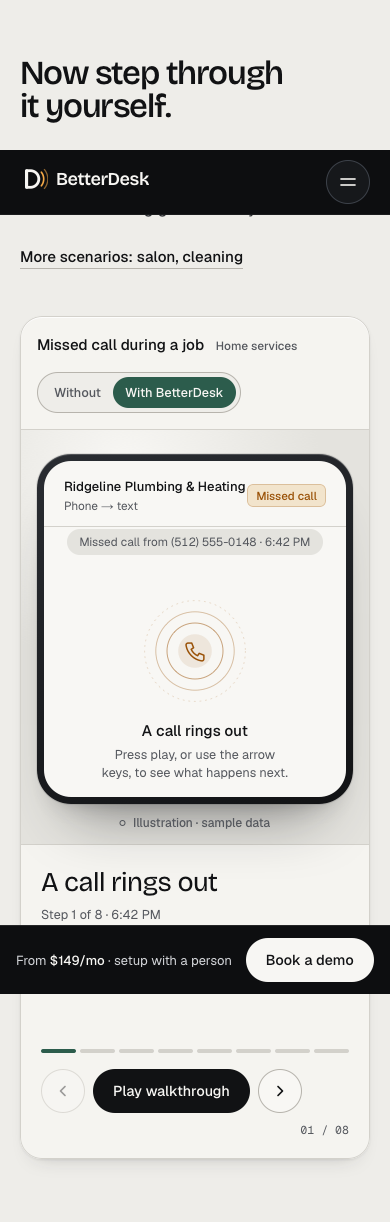 Now step through
it yourself.
BetterDesk
More scenarios: salon, cleaning
Missed call during a job Home services
Without With BetterDesk
Ridgeline Plumbing & Heating
Missed call
Phone → text
Missed call from (512) 555-0148 · 6:42 PM
A call rings out
Press play, or use the arrow
keys, to see what happens next.
Illustration · sample data
A call rings out
Step 1 of 8 · 6:42 PM
From $149/mo · setup with a person
Book a demo
Play walkthrough
01 / 08